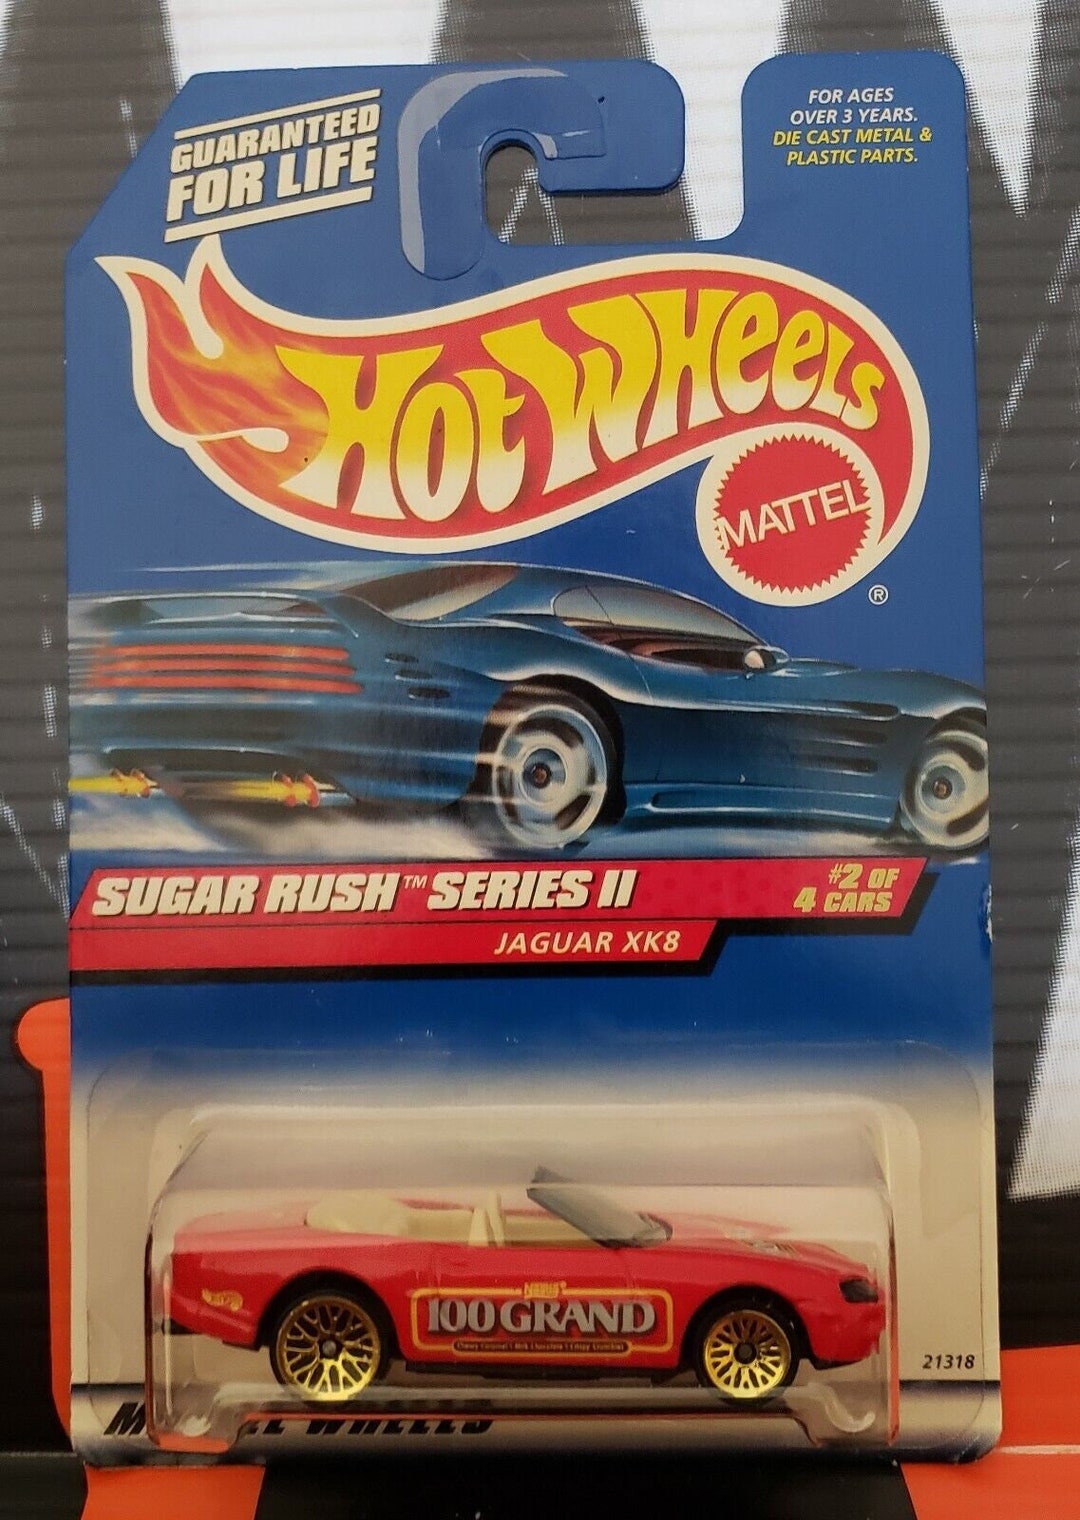 GUARANTEED
FOR LIFE
FOR AGES
OVER 3 YEARS.
DIE CAST METAL &
PLASTIC PARTS.
HOT WHEELS
MATTEL
®
SUGAR RUSH™ SERIES II
#2 OF
4 CARS
JAGUAR XK8
100 GRAND
21318
WHEELS